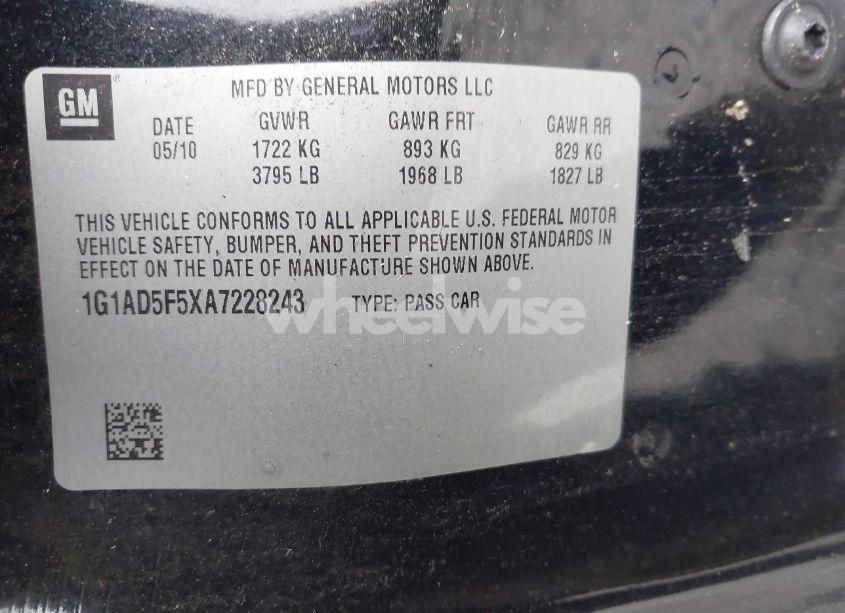 GM
MFD BY GENERAL MOTORS LLC
DATE GVWR GAWR FRT GAWR RR
05/10 1722 KG 893 KG 829 KG
3795 LB 1968 LB 1827 LB
THIS VEHICLE CONFORMS TO ALL APPLICABLE U.S. FEDERAL MOTOR
VEHICLE SAFETY, BUMPER, AND THEFT PREVENTION STANDARDS IN
EFFECT ON THE DATE OF MANUFACTURE SHOWN ABOVE.
1G1AD5F5XA7228243 TYPE: PASS CAR
wheelwise